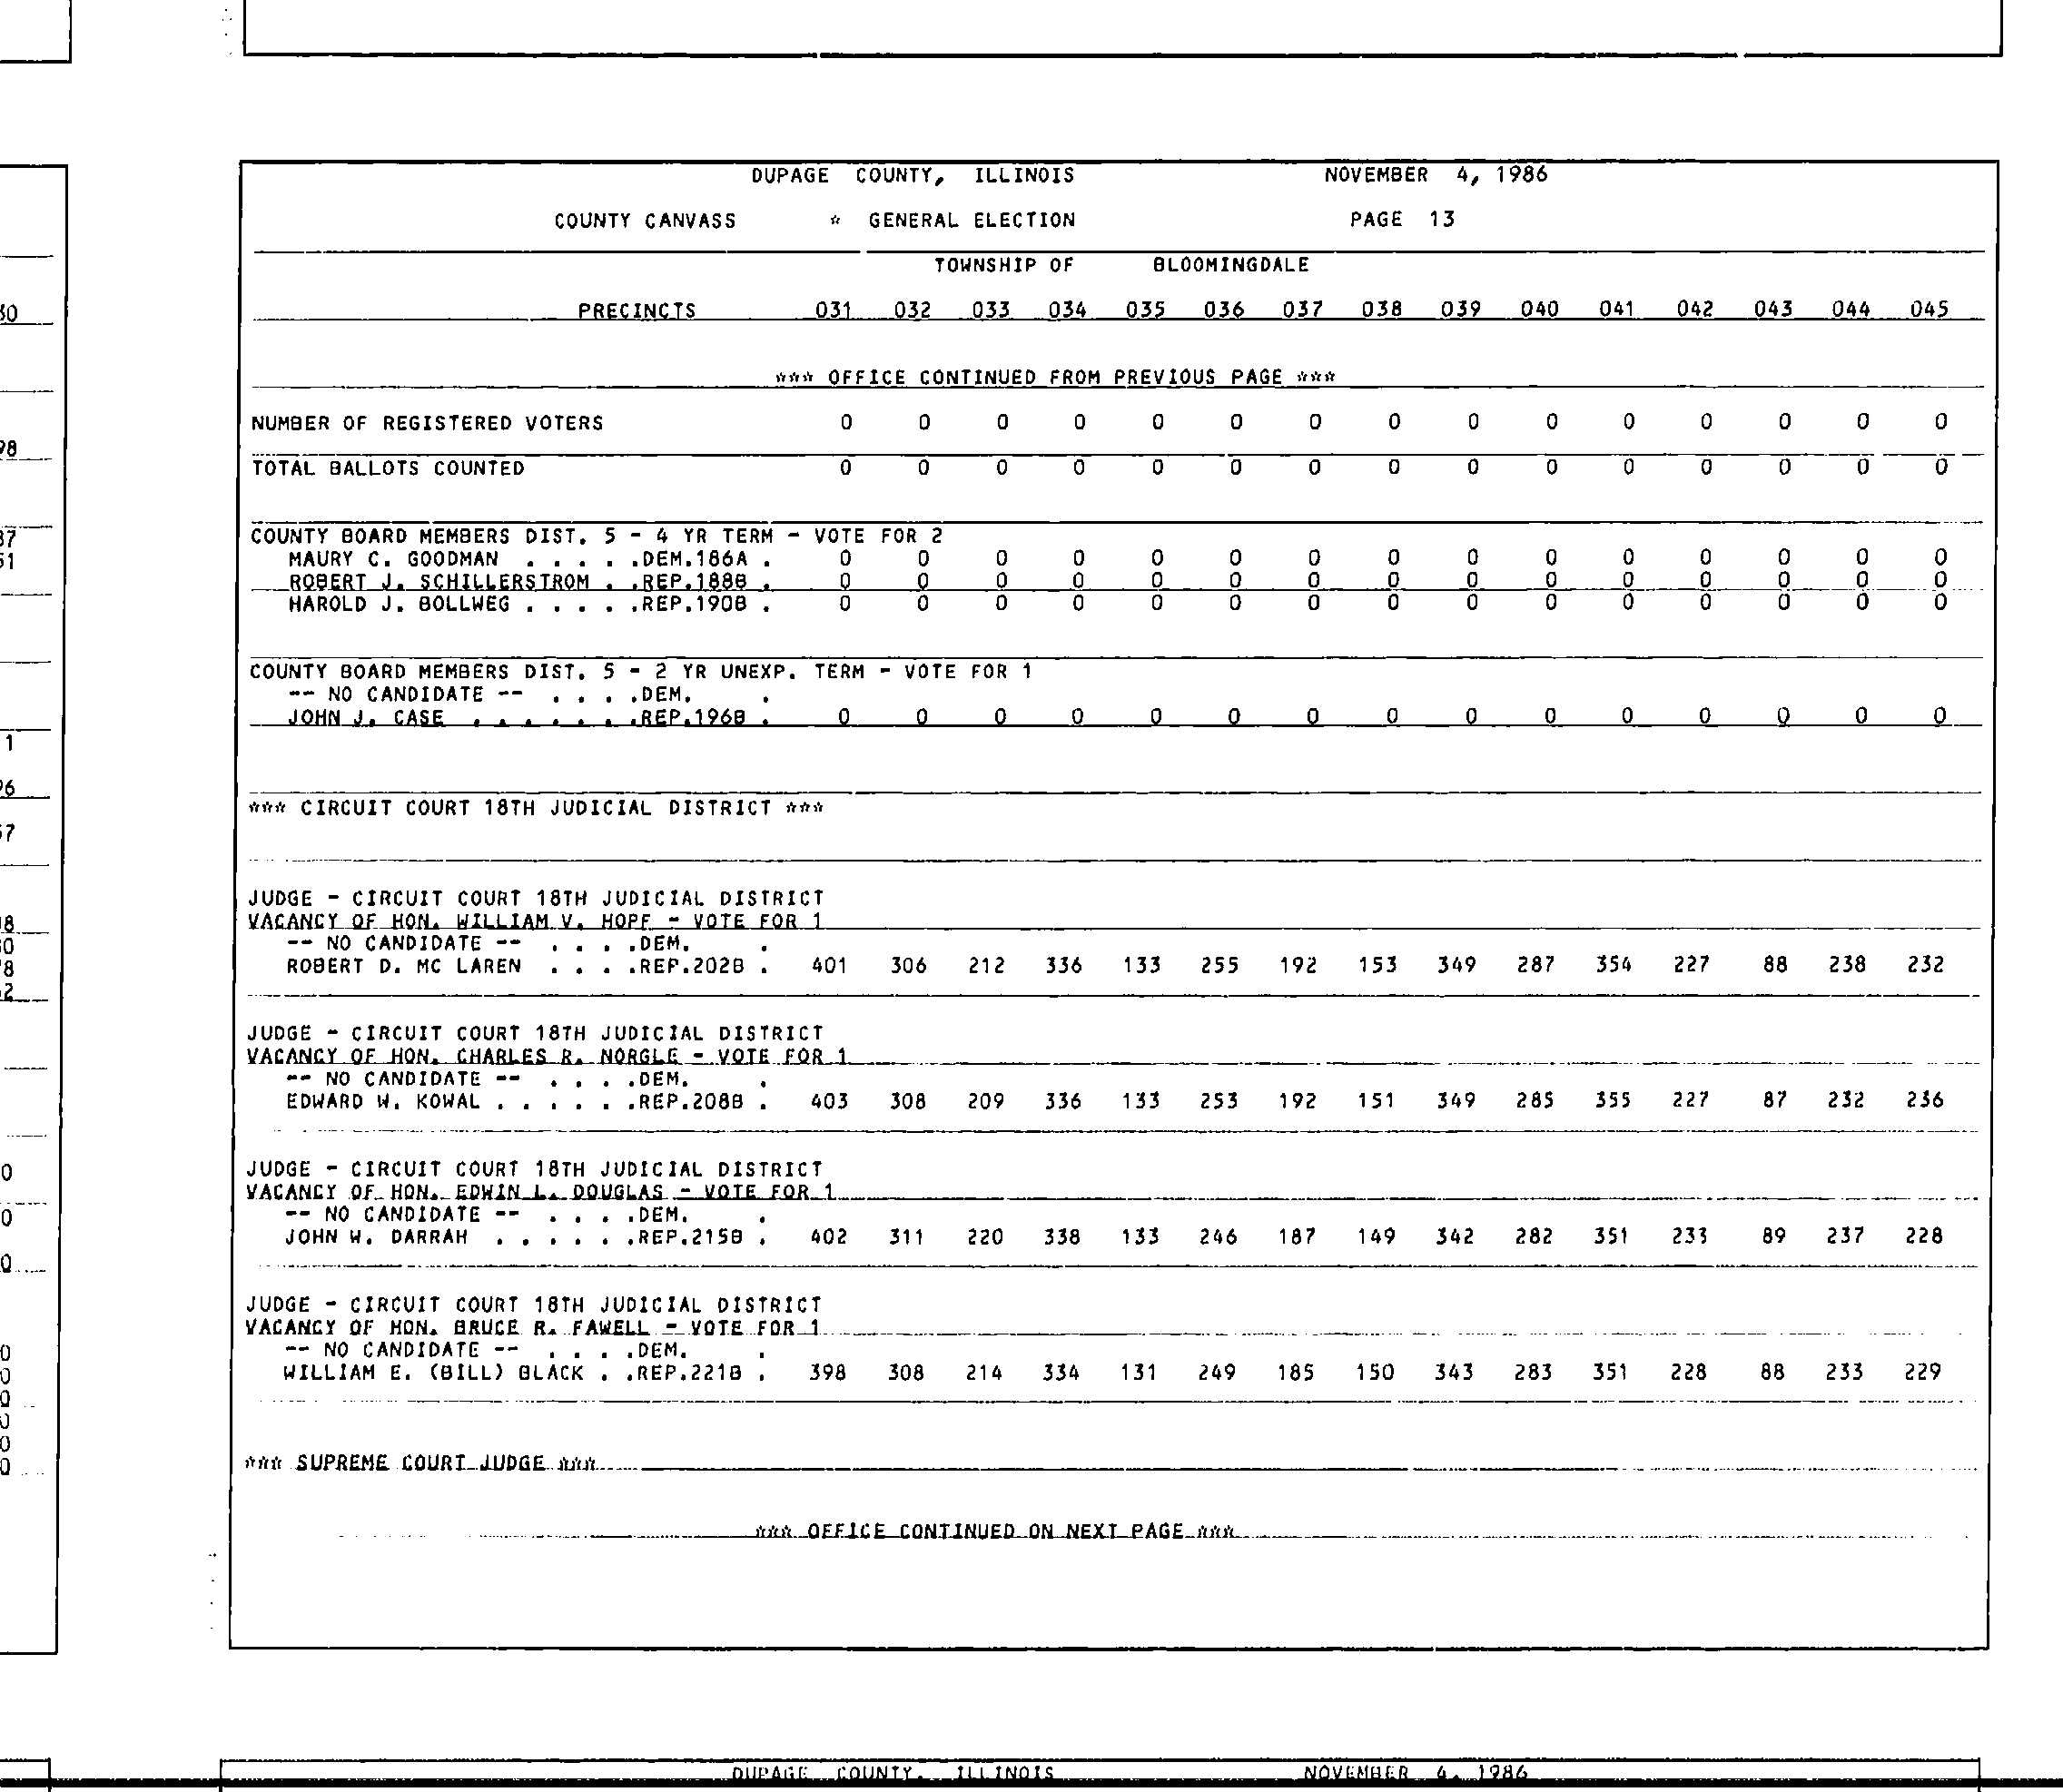 DUPAGE COUNTY, ILLINOIS NOVEMBER 4, 1986
COUNTY CANVASS * GENERAL ELECTION PAGE 13
TOWNSHIP OF BLOOMINGDALE
PRECINCTS 031 032 033 034 035 036 037 038 039 040 041 042 043 044 045
*** OFFICE CONTINUED FROM PREVIOUS PAGE ***
NUMBER OF REGISTERED VOTERS 0 0 0 0 0 0 0 0 0 0 0 0 0 0 0
TOTAL BALLOTS COUNTED 0 0 0 0 0 0 0 0 0 0 0 0 0 0 0
COUNTY BOARD MEMBERS DIST. 5 - 4 YR TERM - VOTE FOR 2
MAURY C. GOODMAN . . . . .DEM.186A . 0 0 0 0 0 0 0 0 0 0 0 0 0 0 0
ROBERT J. SCHILLERSTROM . .REP.188B . 0 0 0 0 0 0 0 0 0 0 0 0 0 0 0
HAROLD J. BOLLWEG . . . . .REP.190B . 0 0 0 0 0 0 0 0 0 0 0 0 0 0 0
COUNTY BOARD MEMBERS DIST. 5 - 2 YR UNEXP. TERM - VOTE FOR 1
-- NO CANDIDATE -- . . . .DEM. .
JOHN J. CASE . . . . . . .REP.196B . 0 0 0 0 0 0 0 0 0 0 0 0 0 0 0
*** CIRCUIT COURT 18TH JUDICIAL DISTRICT ***
JUDGE - CIRCUIT COURT 18TH JUDICIAL DISTRICT
VACANCY OF HON. WILLIAM V. HOPF - VOTE FOR 1
-- NO CANDIDATE -- . . . .DEM. .
ROBERT D. MC LAREN . . . .REP.202B . 401 306 212 336 133 255 192 153 349 287 354 227 88 238 232
JUDGE - CIRCUIT COURT 18TH JUDICIAL DISTRICT
VACANCY OF HON. CHARLES R. NORGLE - VOTE FOR 1
-- NO CANDIDATE -- . . . .DEM. .
EDWARD W. KOWAL . . . . . .REP.208B . 403 308 209 336 133 253 192 151 349 285 355 227 87 232 236
JUDGE - CIRCUIT COURT 18TH JUDICIAL DISTRICT
VACANCY OF HON. EDWIN L. DOUGLAS - VOTE FOR 1
-- NO CANDIDATE -- . . . .DEM. .
JOHN W. DARRAH . . . . . .REP.215B . 402 311 220 338 133 246 187 149 342 282 351 233 89 237 228
JUDGE - CIRCUIT COURT 18TH JUDICIAL DISTRICT
VACANCY OF HON. BRUCE R. FAWELL - VOTE FOR 1
-- NO CANDIDATE -- . . . .DEM. .
WILLIAM E. (BILL) BLACK . .REP.221B . 398 308 214 334 131 249 185 150 343 283 351 228 88 233 229
*** SUPREME COURT JUDGE ***
*** OFFICE CONTINUED ON NEXT PAGE ***
DUPAGE COUNTY, ILLINOIS NOVEMBER 4, 1986